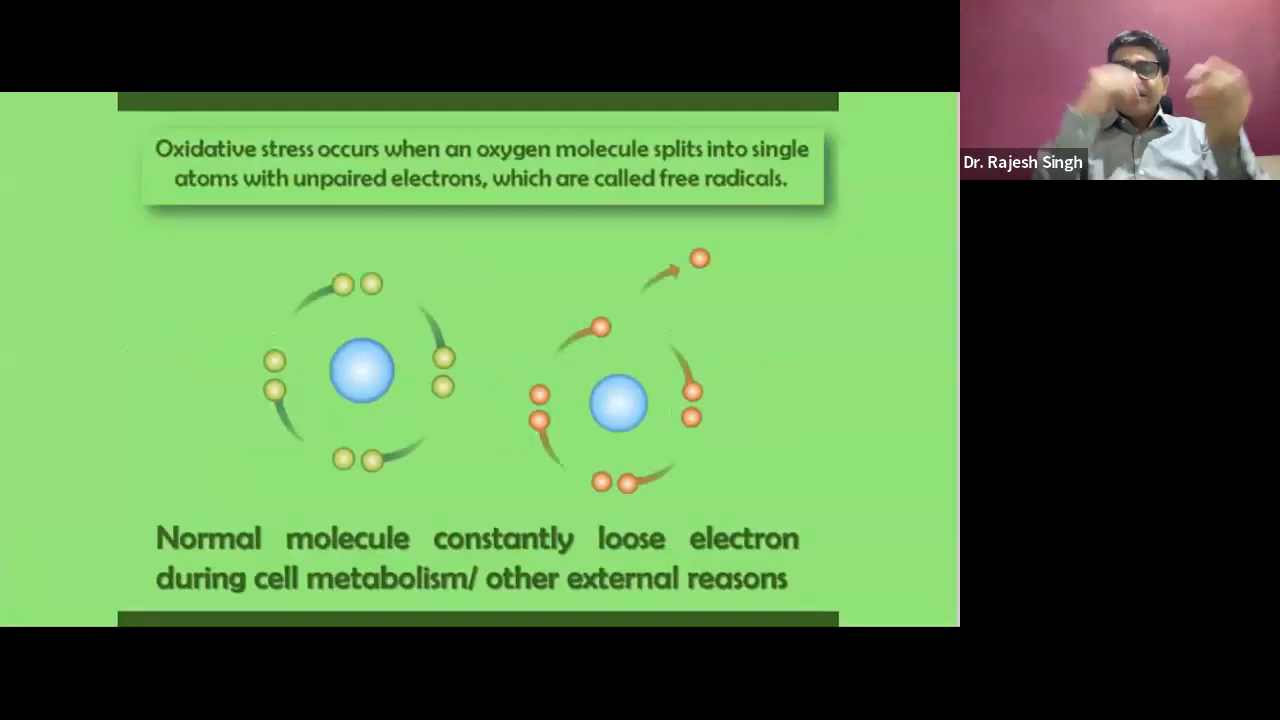 Oxidative stress occurs when an oxygen molecule splits into single
atoms with unpaired electrons, which are called free radicals.
Normal molecule constantly loose electron
during cell metabolism/ other external reasons
Dr. Rajesh Singh